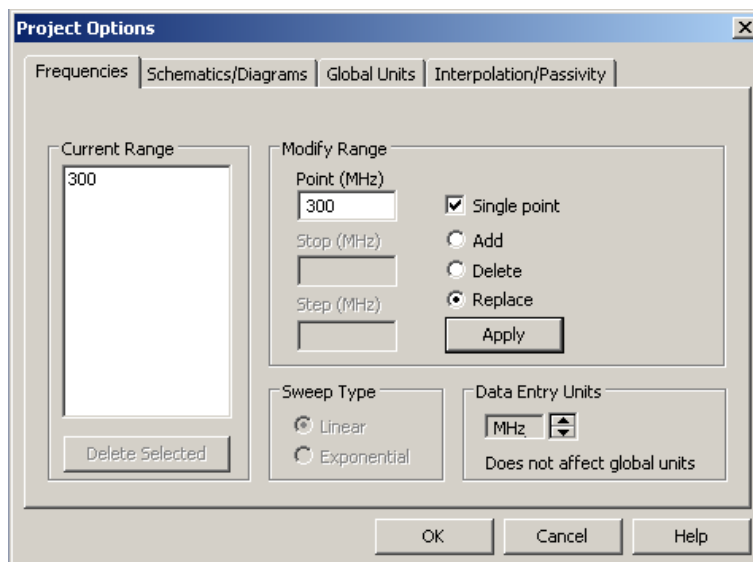 Project Options
Frequencies Schematics/Diagrams Global Units Interpolation/Passivity
Current Range
300
Delete Selected
Modify Range
Point (MHz)
300
Stop (MHz)
Step (MHz)
Single point
Add
Delete
Replace
Apply
Sweep Type
Linear
Exponential
Data Entry Units
MHz
Does not affect global units
OK Cancel Help